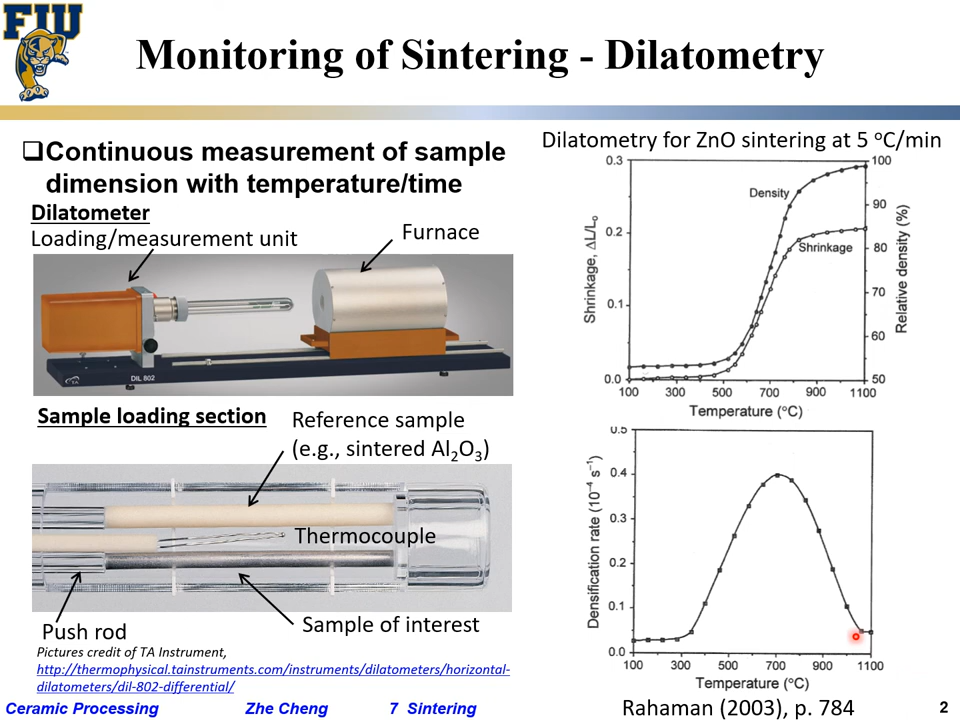 FIU
Monitoring of Sintering - Dilatometry
❑Continuous measurement of sample
dimension with temperature/time
Dilatometer
Loading/measurement unit
Furnace
TA
DIL 802
Sample loading section
Reference sample
(e.g., sintered Al₂O₃)
Thermocouple
Push rod
Sample of interest
Pictures credit of TA Instrument,
http://thermophysical.tainstruments.com/instruments/dilatometers/horizontal-
dilatometers/dil-802-differential/
Dilatometry for ZnO sintering at 5 ᵒC/min
0.3
0.2
0.1
0.0
Shrinkage, ΔL/Lₒ
Density
Shrinkage
100
90
80
70
60
50
Relative density (%)
100 300 500 700 900 1100
Temperature (°C)
0.5
0.4
0.3
0.2
0.1
0.0
Densification rate (10⁻⁴ s⁻¹)
100 300 500 700 900 1100
Temperature (°C)
Rahaman (2003), p. 784
Ceramic Processing Zhe Cheng 7 Sintering 2